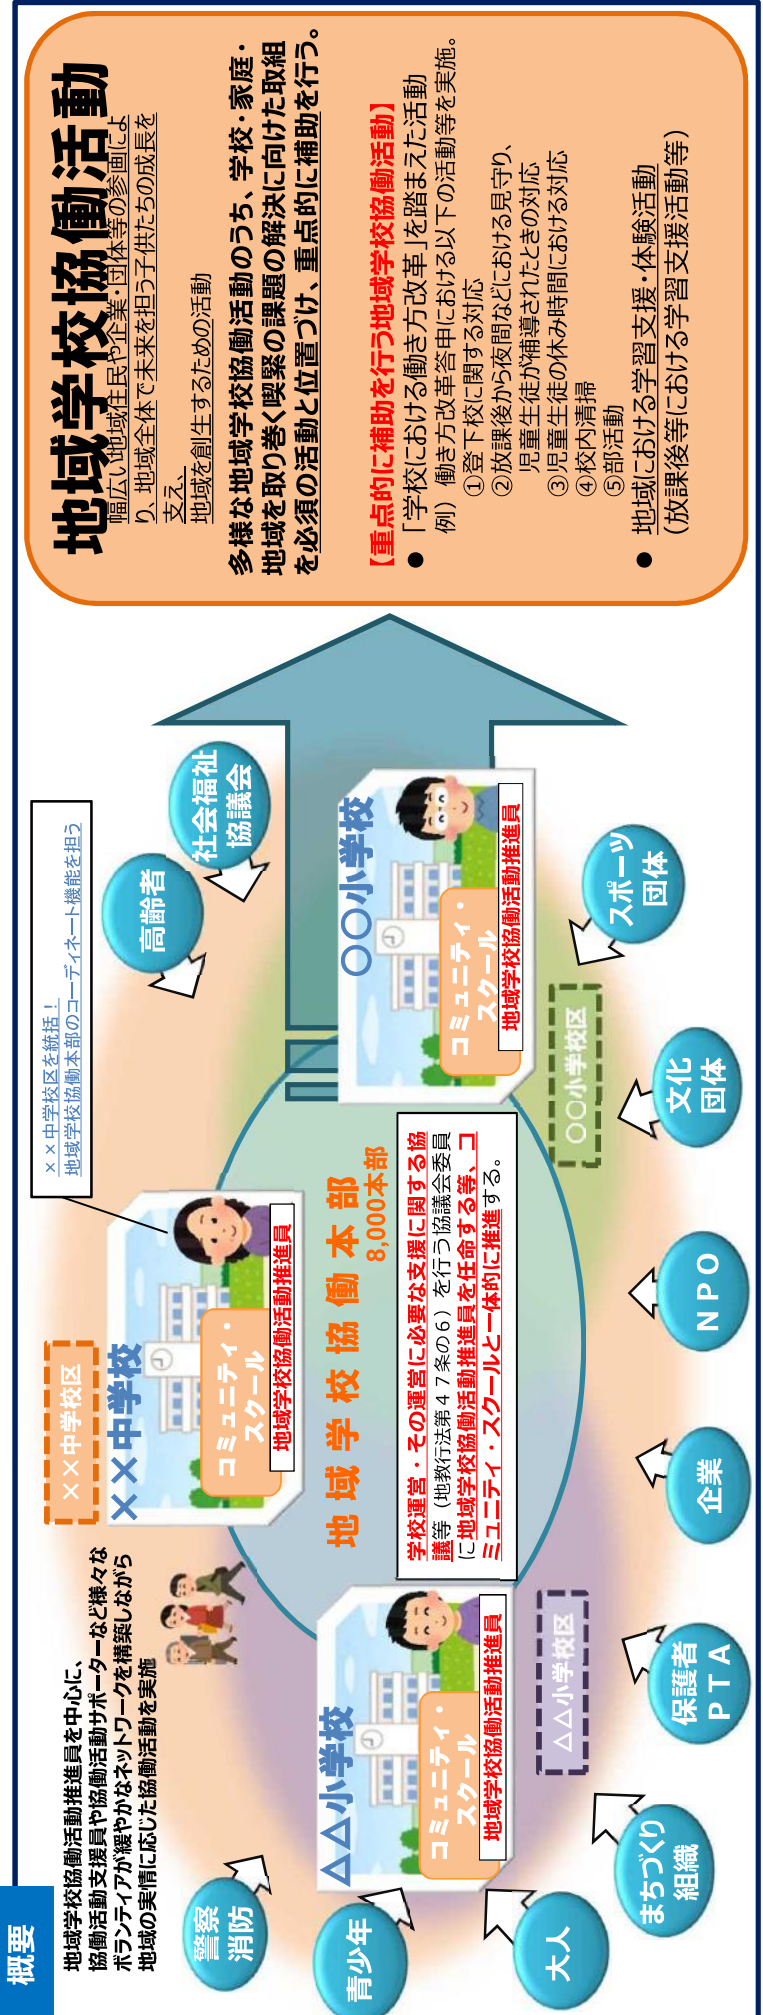 概要
地域学校協働活動推進員を中心に、
協働活動支援員や協働活動サポーターなど様々な
ボランティアが緩やかなネットワークを構築しながら
地域の実情に応じた協働活動を実施
××中学校区
××中学校
コミュニティ・
スクール
地域学校協働活動推進員
××中学校区を統括！
地域学校協働本部のコーディネート機能を担う
高齢者
社会福祉
協議会
警察
消防
青少年
大人
まちづくり
組織
保護者
ＰＴＡ
企業
ＮＰＯ
文化
団体
スポーツ
団体
△△小学校
コミュニティ・
スクール
地域学校協働活動推進員
△△小学校区
地域学校協働本部
8,000本部
学校運営・その運営に必要な支援に関する協
議等（地教行法第４７条の６）を行う協議会委員
に地域学校協働活動推進員を任命する等、コ
ミュニティ・スクールと一体的に推進する。
〇〇小学校
コミュニティ・
スクール
地域学校協働活動推進員
〇〇小学校区
地域学校協働活動
幅広い地域住民や企業・団体等の参画によ
り、地域全体で未来を担う子供たちの成長を
支え、
地域を創生するための活動
多様な地域学校協働活動のうち、学校・家庭・
地域を取り巻く喫緊の課題の解決に向けた取組
を必須の活動と位置づけ、重点的に補助を行う。
【重点的に補助を行う地域学校協働活動】
● 「学校における働き方改革」を踏まえた活動
例）働き方改革答申における以下の活動等を実施。
①登下校に関する対応
②放課後から夜間などにおける見守り、
児童生徒が補導されたときの対応
③児童生徒の休み時間における対応
④校内清掃
⑤部活動
● 地域における学習支援・体験活動
（放課後等における学習支援活動等）